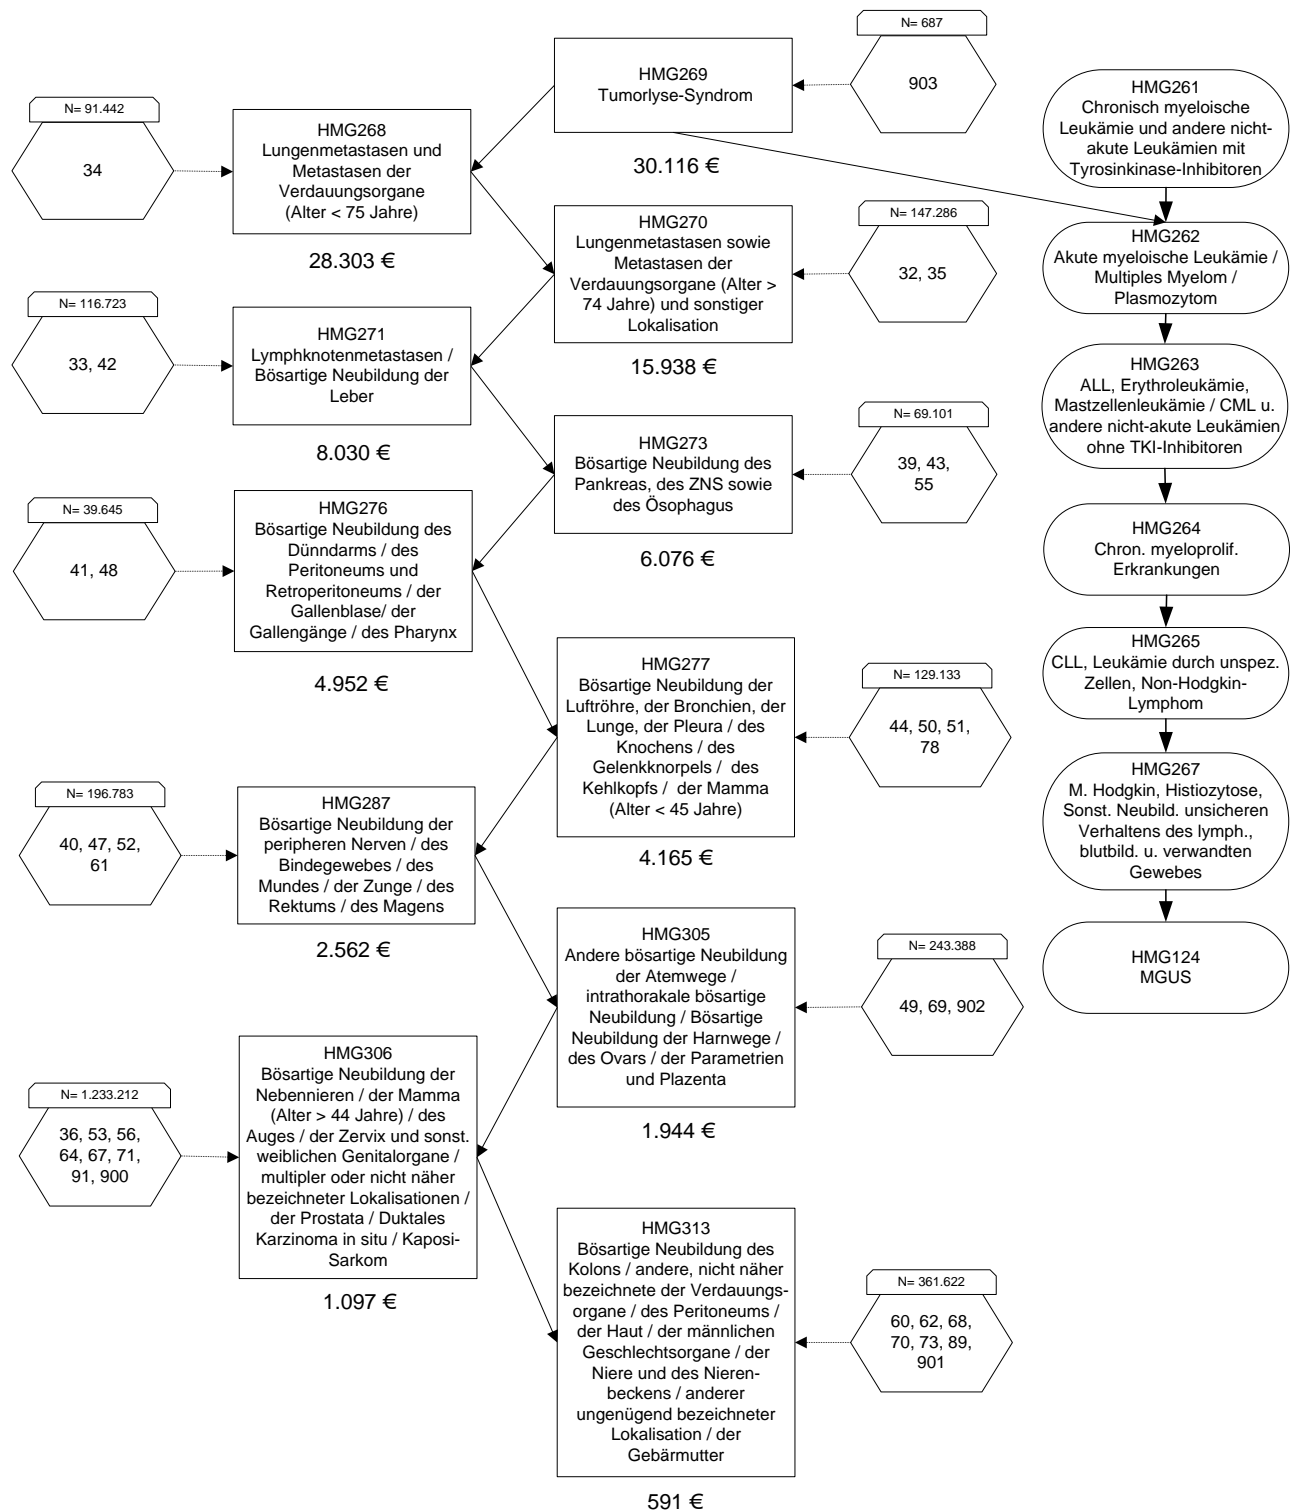 N= 687
903
HMG269
Tumorlyse-Syndrom
30.116 €
N= 91.442
34
HMG268
Lungenmetastasen und
Metastasen der
Verdauungsorgane
(Alter < 75 Jahre)
28.303 €
N= 147.286
32, 35
HMG270
Lungenmetastasen sowie
Metastasen der
Verdauungsorgane (Alter >
74 Jahre) und sonstiger
Lokalisation
15.938 €
N= 116.723
33, 42
HMG271
Lymphknotenmetastasen /
Bösartige Neubildung der
Leber
8.030 €
N= 69.101
39, 43,
55
HMG273
Bösartige Neubildung des
Pankreas, des ZNS sowie
des Ösophagus
6.076 €
N= 39.645
41, 48
HMG276
Bösartige Neubildung des
Dünndarms / des
Peritoneums und
Retroperitoneums / der
Gallenblase/ der
Gallengänge / des Pharynx
4.952 €
N= 129.133
44, 50, 51,
78
HMG277
Bösartige Neubildung der
Luftröhre, der Bronchien, der
Lunge, der Pleura / des
Knochens / des
Gelenkknorpels / des
Kehlkopfs / der Mamma
(Alter < 45 Jahre)
4.165 €
N= 196.783
40, 47, 52,
61
HMG287
Bösartige Neubildung der
peripheren Nerven / des
Bindegewebes / des
Mundes / der Zunge / des
Rektums / des Magens
2.562 €
N= 243.388
49, 69, 902
HMG305
Andere bösartige Neubildung
der Atemwege /
intrathorakale bösartige
Neubildung / Bösartige
Neubildung der Harnwege /
des Ovars / der Parametrien
und Plazenta
1.944 €
N= 1.233.212
36, 53, 56,
64, 67, 71,
91, 900
HMG306
Bösartige Neubildung der
Nebennieren / der Mamma
(Alter > 44 Jahre) / des
Auges / der Zervix und sonst.
weiblichen Genitalorgane /
multipler oder nicht näher
bezeichneter Lokalisationen /
der Prostata / Duktales
Karzinoma in situ / Kaposi-
Sarkom
1.097 €
N= 361.622
60, 62, 68,
70, 73, 89,
901
HMG313
Bösartige Neubildung des
Kolons / andere, nicht näher
bezeichnete der Verdauungs-
organe / des Peritoneums /
der Haut / der männlichen
Geschlechtsorgane / der
Niere und des Nieren-
beckens / anderer
ungenügend bezeichneter
Lokalisation / der
Gebärmutter
591 €
HMG261
Chronisch myeloische
Leukämie und andere nicht-
akute Leukämien mit
Tyrosinkinase-Inhibitoren
HMG262
Akute myeloische Leukämie /
Multiples Myelom /
Plasmozytom
HMG263
ALL, Erythroleukämie,
Mastzellenleukämie / CML u.
andere nicht-akute Leukämien
ohne TKI-Inhibitoren
HMG264
Chron. myeloprolif.
Erkrankungen
HMG265
CLL, Leukämie durch unspez.
Zellen, Non-Hodgkin-
Lymphom
HMG267
M. Hodgkin, Histiozytose,
Sonst. Neubild. unsicheren
Verhaltens des lymph.,
blutbild. u. verwandten
Gewebes
HMG124
MGUS